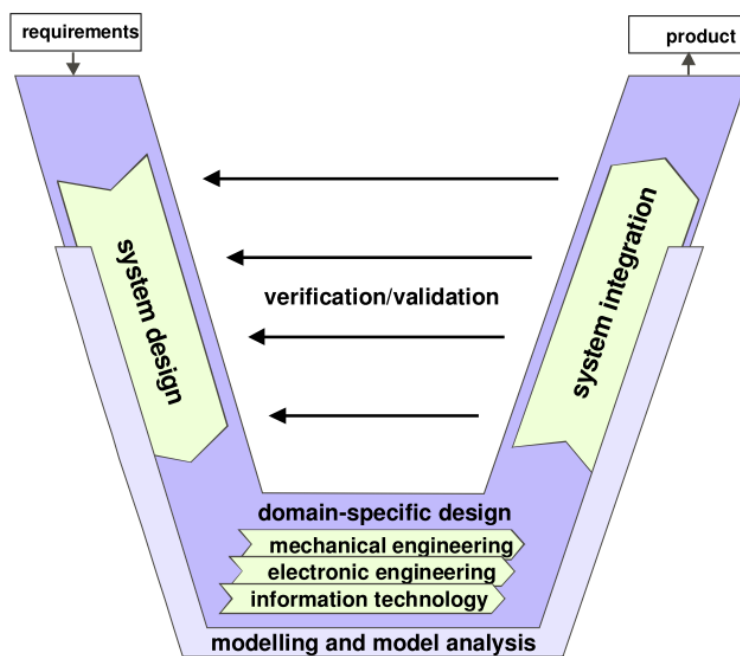 requirements
product
system design
system integration
verification/validation
domain-specific design
mechanical engineering
electronic engineering
information technology
modelling and model analysis